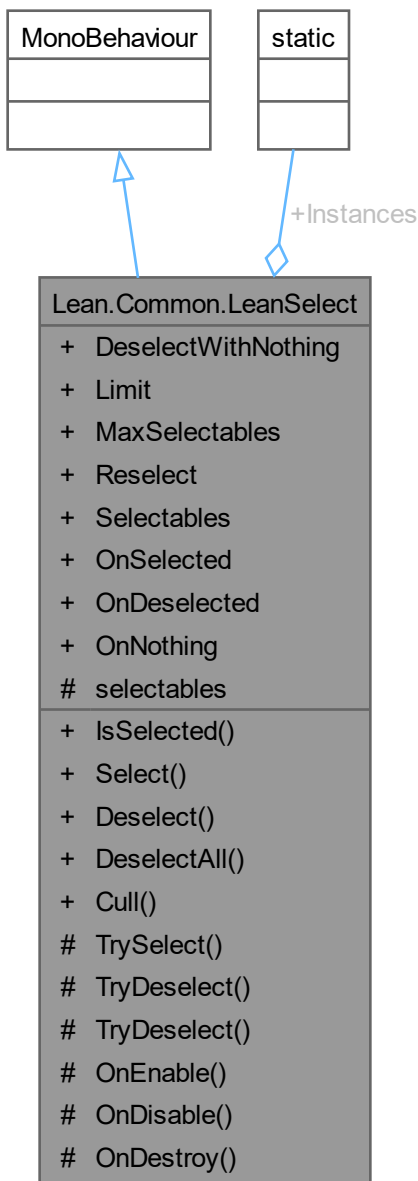 MonoBehaviour
static
+Instances
Lean.Common.LeanSelect
+ DeselectWithNothing
+ Limit
+ MaxSelectables
+ Reselect
+ Selectables
+ OnSelected
+ OnDeselected
+ OnNothing
# selectables
+ IsSelected()
+ Select()
+ Deselect()
+ DeselectAll()
+ Cull()
# TrySelect()
# TryDeselect()
# TryDeselect()
# OnEnable()
# OnDisable()
# OnDestroy()